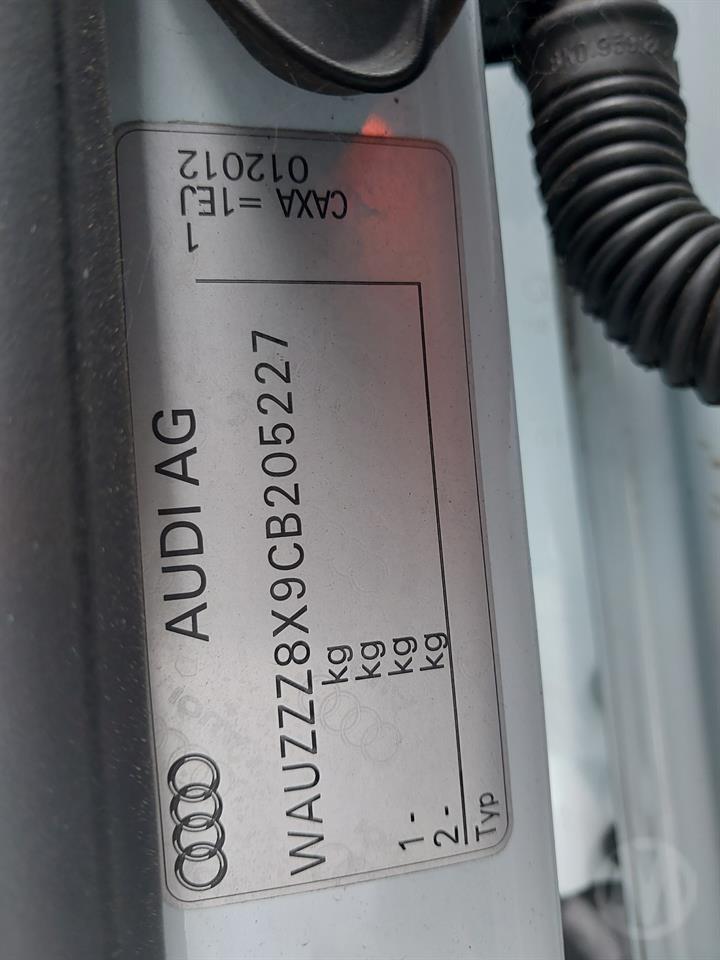 AUDI AG
WAUZZZ8X9CB205227
kg
kg
1 - kg
2 - kg
Typ
1
CAXA =1EJ
012012